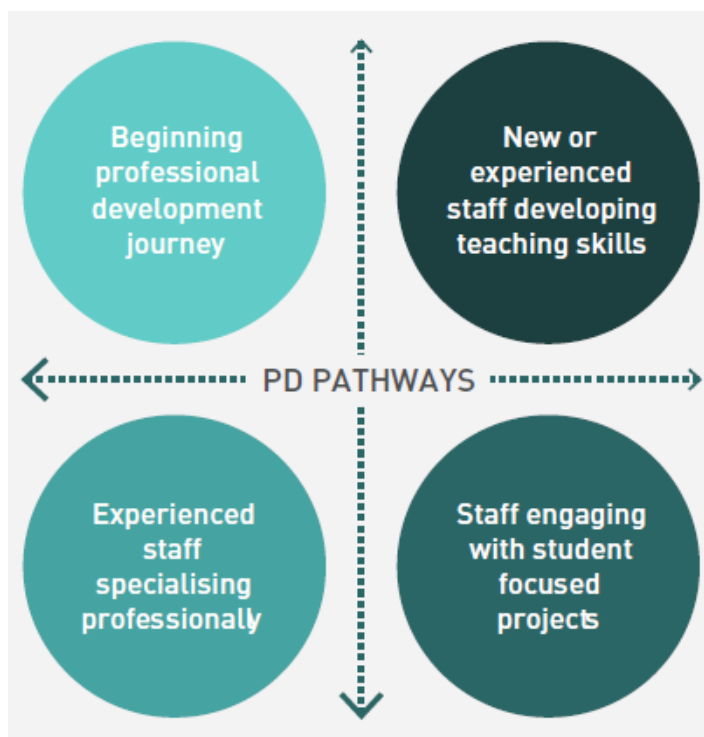 Beginning
professional
development
journey
New or
experienced
staff developing
teaching skills
PD PATHWAYS
Experienced
staff
specialising
professionally
Staff engaging
with student
focused
projects